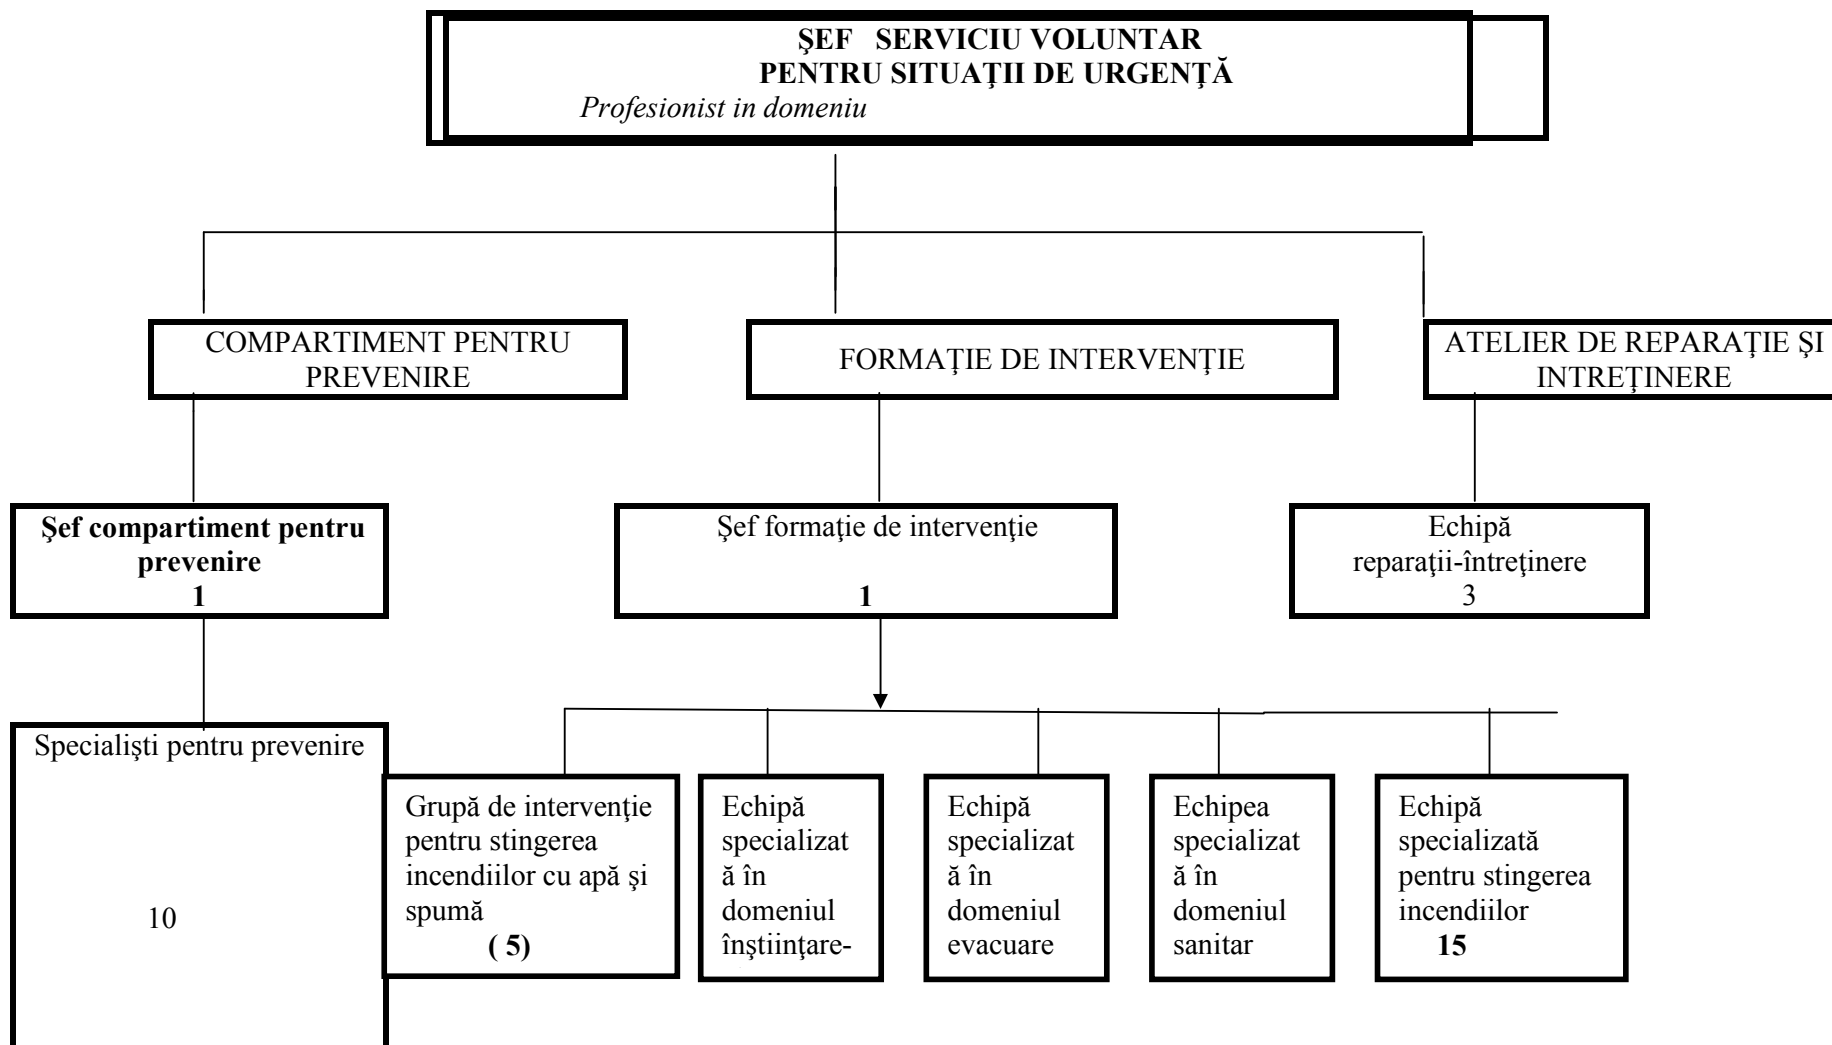 ŞEF SERVICIU VOLUNTAR
PENTRU SITUAŢII DE URGENŢĂ
Profesionist in domeniu
COMPARTIMENT PENTRU
PREVENIRE
FORMAŢIE DE INTERVENŢIE
ATELIER DE REPARAŢIE ŞI
INTREŢINERE
Şef compartiment pentru
prevenire
1
Şef formaţie de intervenţie
1
Echipă
reparaţii-întreţinere
3
Specialişti pentru prevenire
10
Grupă de intervenţie
pentru stingerea
incendiilor cu apă şi
spumă
( 5)
Echipă
specializat
ă în
domeniul
înştiinţare-
Echipă
specializat
ă în
domeniul
evacuare
Echipea
specializat
ă în
domeniul
sanitar
Echipă
specializată
pentru stingerea
incendiilor
15